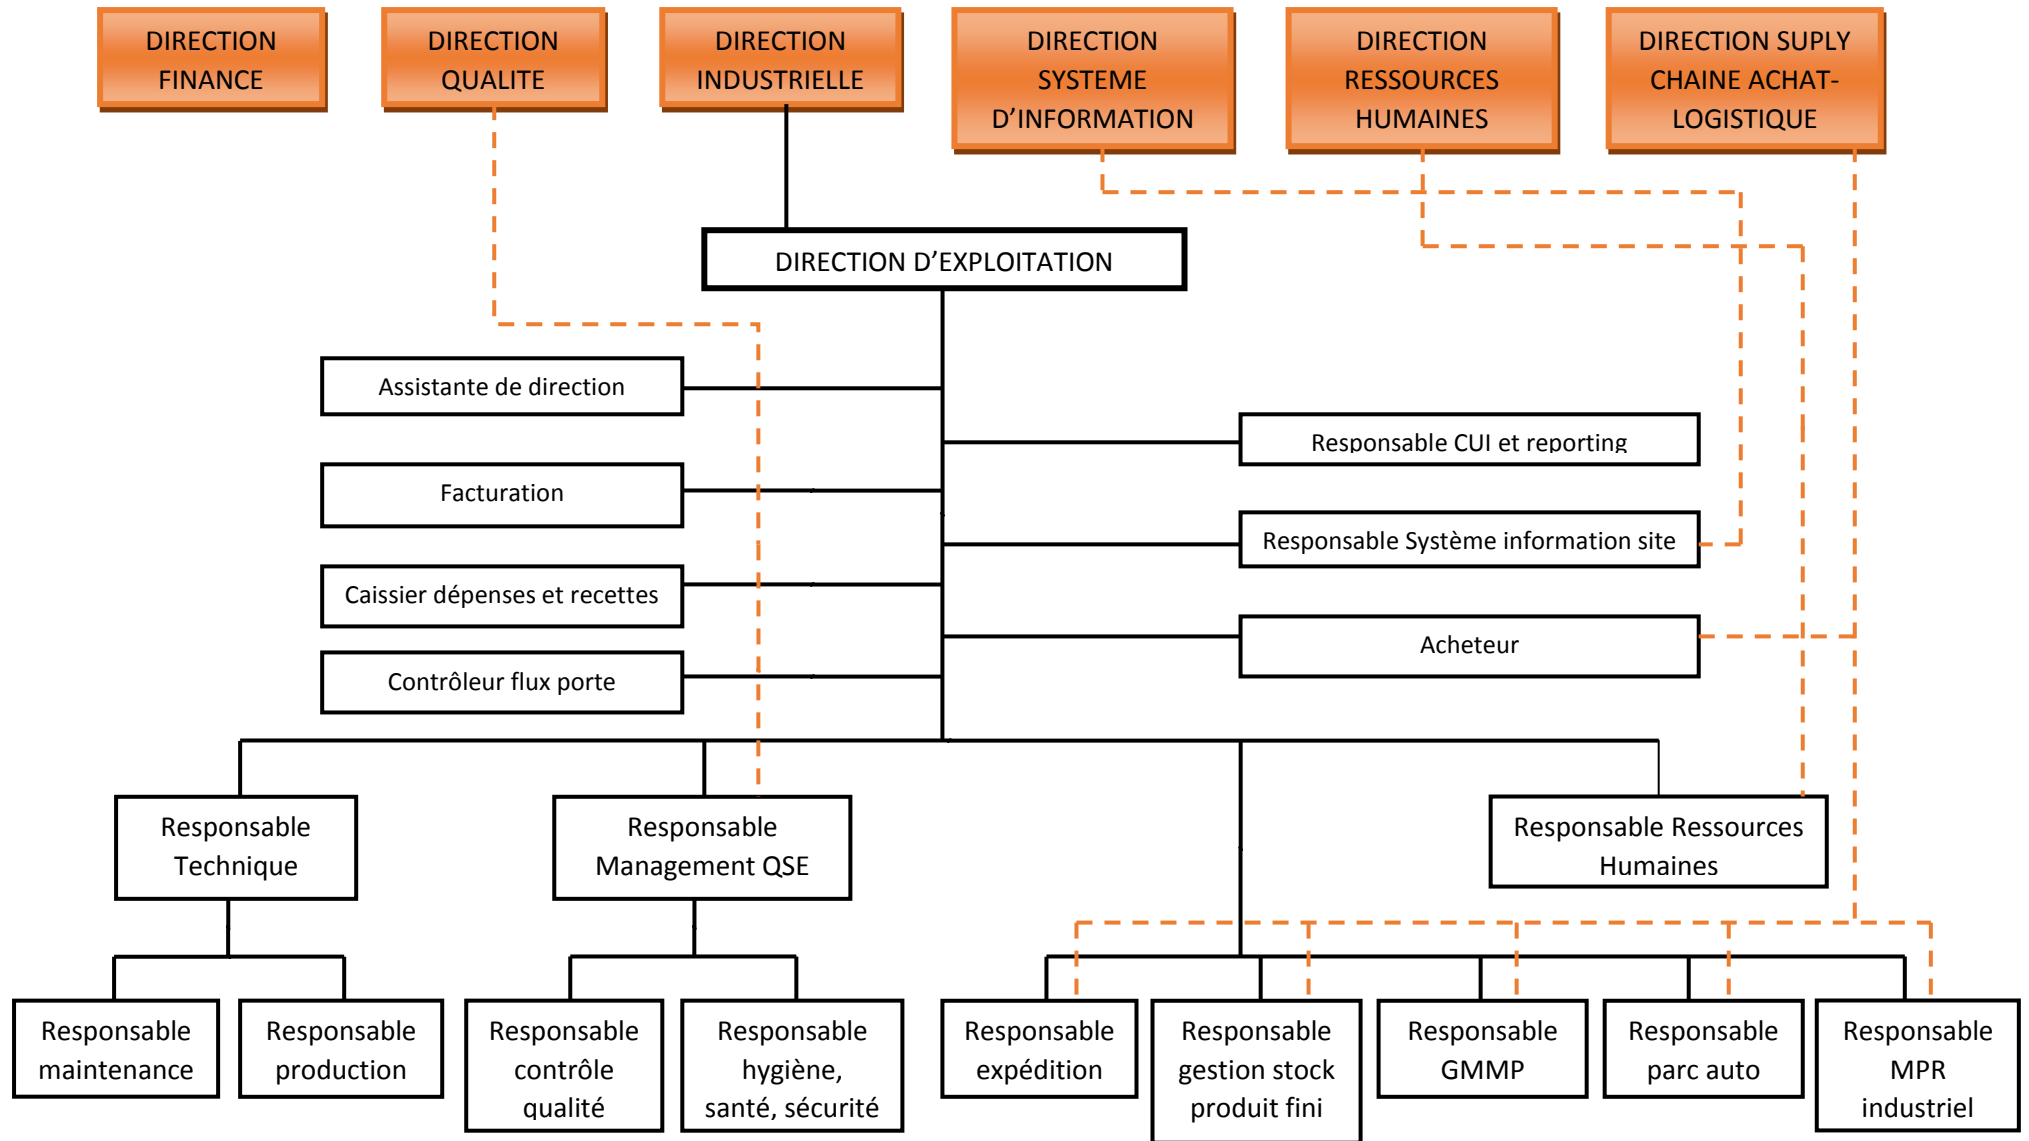 DIRECTION
FINANCE
DIRECTION
QUALITE
DIRECTION
INDUSTRIELLE
DIRECTION
SYSTEME
D’INFORMATION
DIRECTION
RESSOURCES
HUMAINES
DIRECTION SUPLY
CHAINE ACHAT-
LOGISTIQUE
DIRECTION D’EXPLOITATION
Assistante de direction
Responsable CUI et reporting
Facturation
Responsable Système information site
Caissier dépenses et recettes
Acheteur
Contrôleur flux porte
Responsable
Technique
Responsable
Management QSE
Responsable Ressources
Humaines
Responsable
maintenance
Responsable
production
Responsable
contrôle
qualité
Responsable
hygiène,
santé, sécurité
Responsable
expédition
Responsable
gestion stock
produit fini
Responsable
GMMP
Responsable
parc auto
Responsable
MPR
industriel